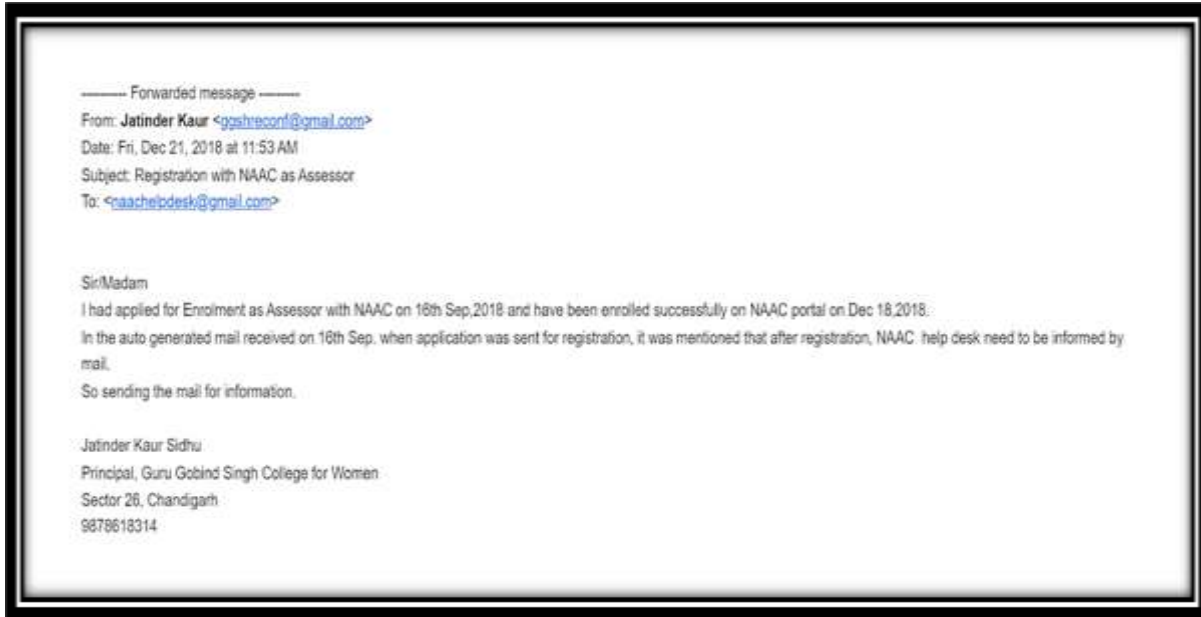 ---------- Forwarded message ---------
From: Jatinder Kaur <ggshreconf@gmail.com>
Date: Fri, Dec 21, 2018 at 11:53 AM
Subject: Registration with NAAC as Assessor
To: <naachelpdesk@gmail.com>
Sir/Madam
I had applied for Enrolment as Assessor with NAAC on 16th Sep,2018 and have been enrolled successfully on NAAC portal on Dec 18,2018.
In the auto generated mail received on 16th Sep. when application was sent for registration, it was mentioned that after registration, NAAC help desk need to be informed by
mail.
So sending the mail for information.
Jatinder Kaur Sidhu
Principal, Guru Gobind Singh College for Women
Sector 26, Chandigarh
9878618314